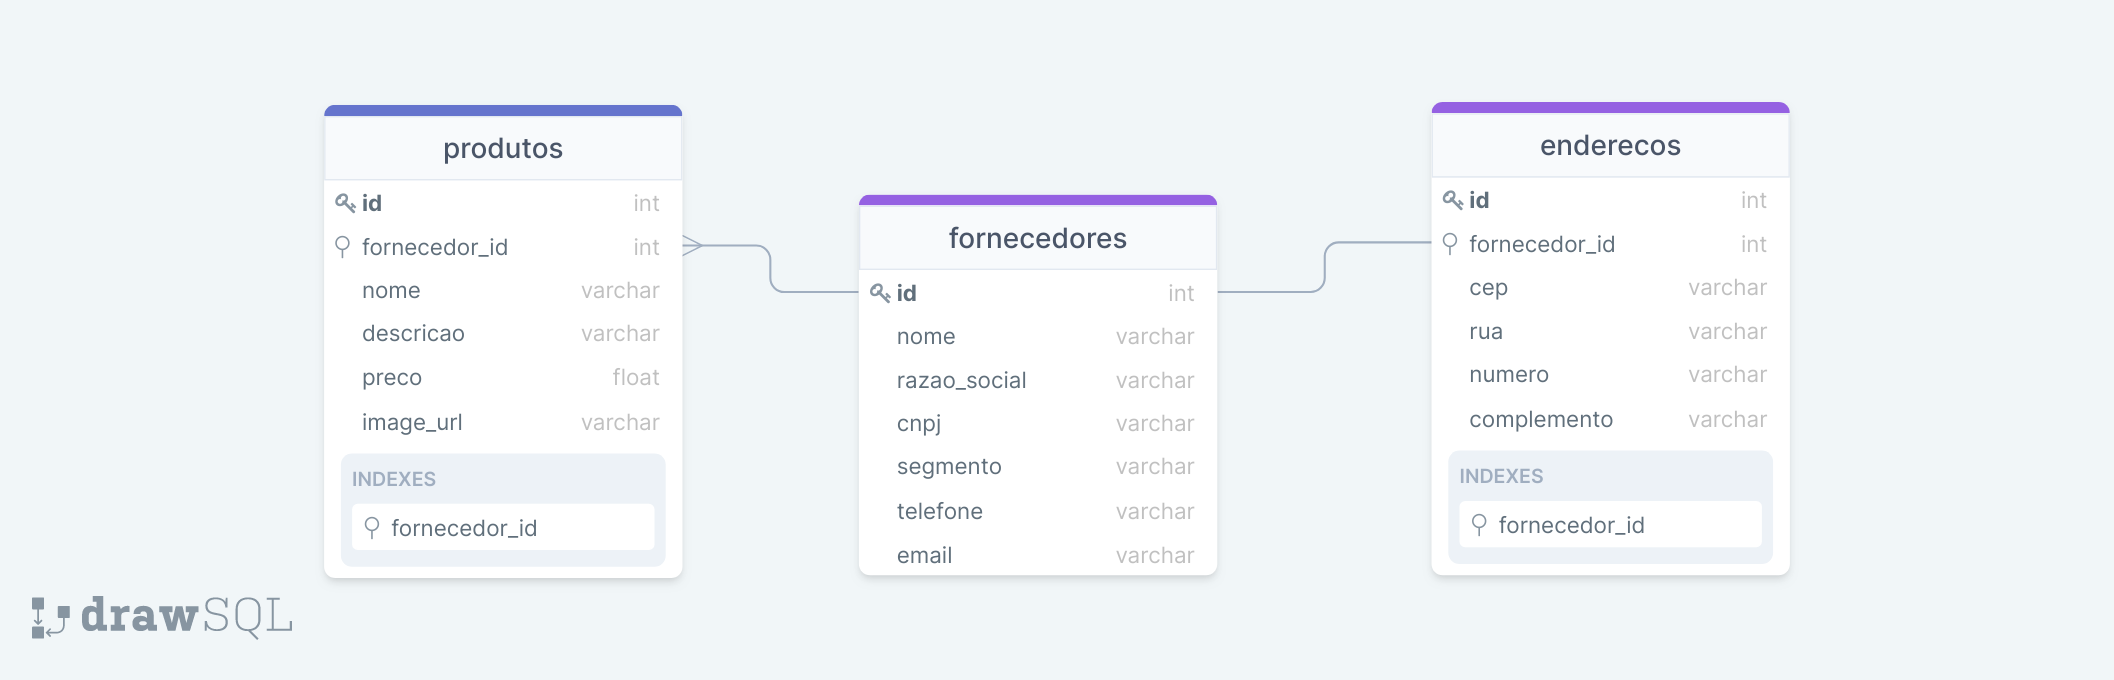 produtos
id int
fornecedor_id int
nome varchar
descricao varchar
preco float
image_url varchar
INDEXES
fornecedor_id
fornecedores
id int
nome varchar
razao_social varchar
cnpj varchar
segmento varchar
telefone varchar
email varchar
enderecos
id int
fornecedor_id int
cep varchar
rua varchar
numero varchar
complemento varchar
INDEXES
fornecedor_id
drawSQL